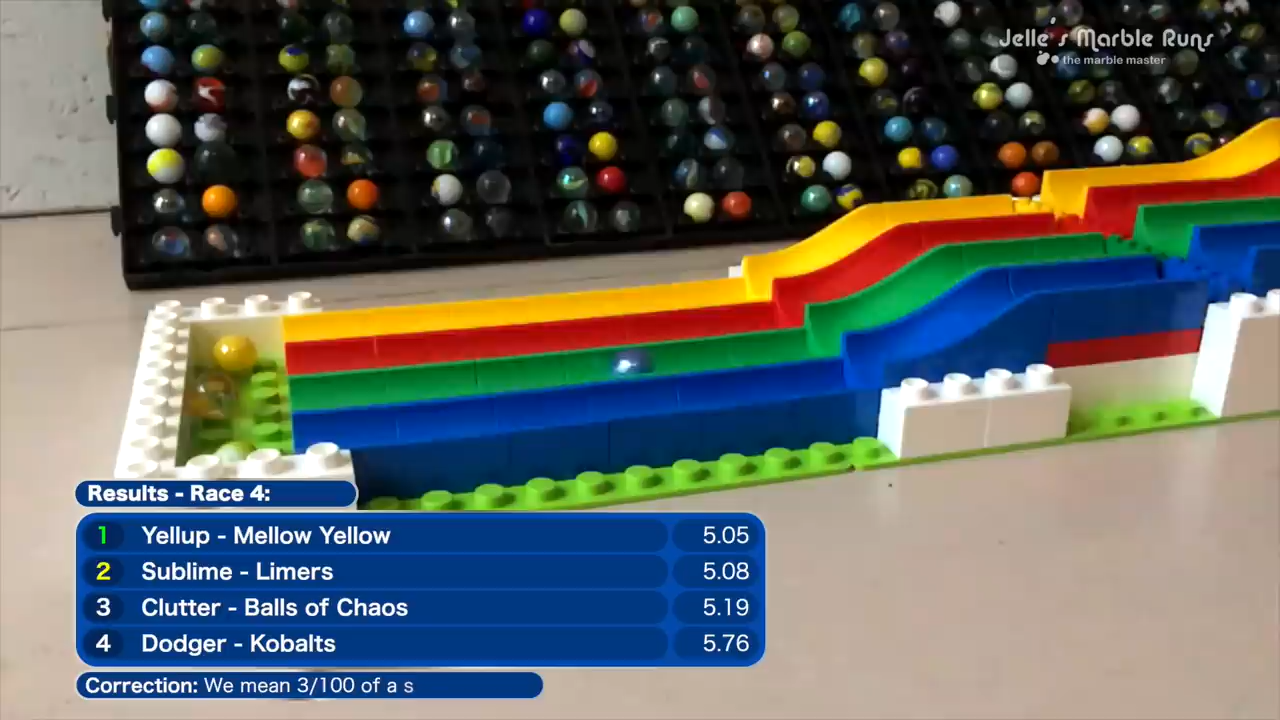 Jelle's Marble Runs
the marble master
Results - Race 4:
1 Yellup - Mellow Yellow 5.05
2 Sublime - Limers 5.08
3 Clutter - Balls of Chaos 5.19
4 Dodger - Kobalts 5.76
Correction: We mean 3/100 of a s